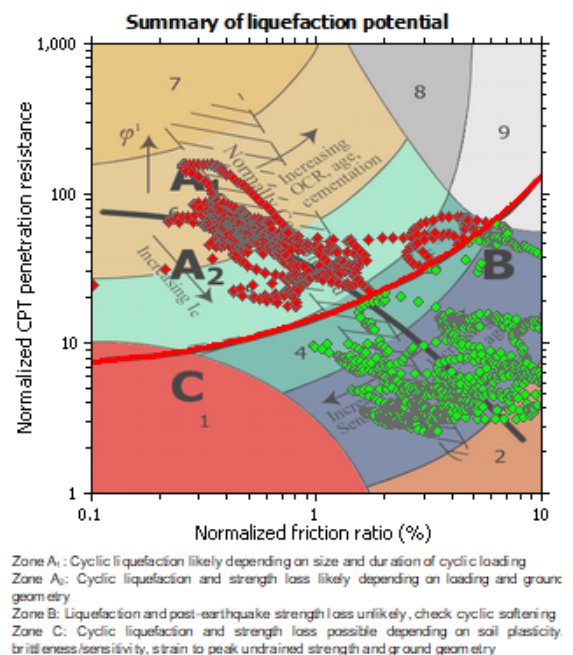 Summary of liquefaction potential
1,000
7
8
9
φ'
Increasing
OCR, age,
cementation
100
A1
A2
Increasing Ic
B
10
4
C
1
2
1
0.1
1
10
Normalized CPT penetration resistance
Normalized friction ratio (%)
Zone A₁ : Cyclic liquefaction likely depending on size and duration of cyclic loading
Zone A₂: Cyclic liquefaction and strength loss likely depending on loading and ground
geometry
Zone B: Liquefaction and post-earthquake strength loss unlikely, check cyclic softening
Zone C: Cyclic liquefaction and strength loss possible depending on soil plasticity,
brittleness/sensitivity, strain to peak undrained strength and ground geometry